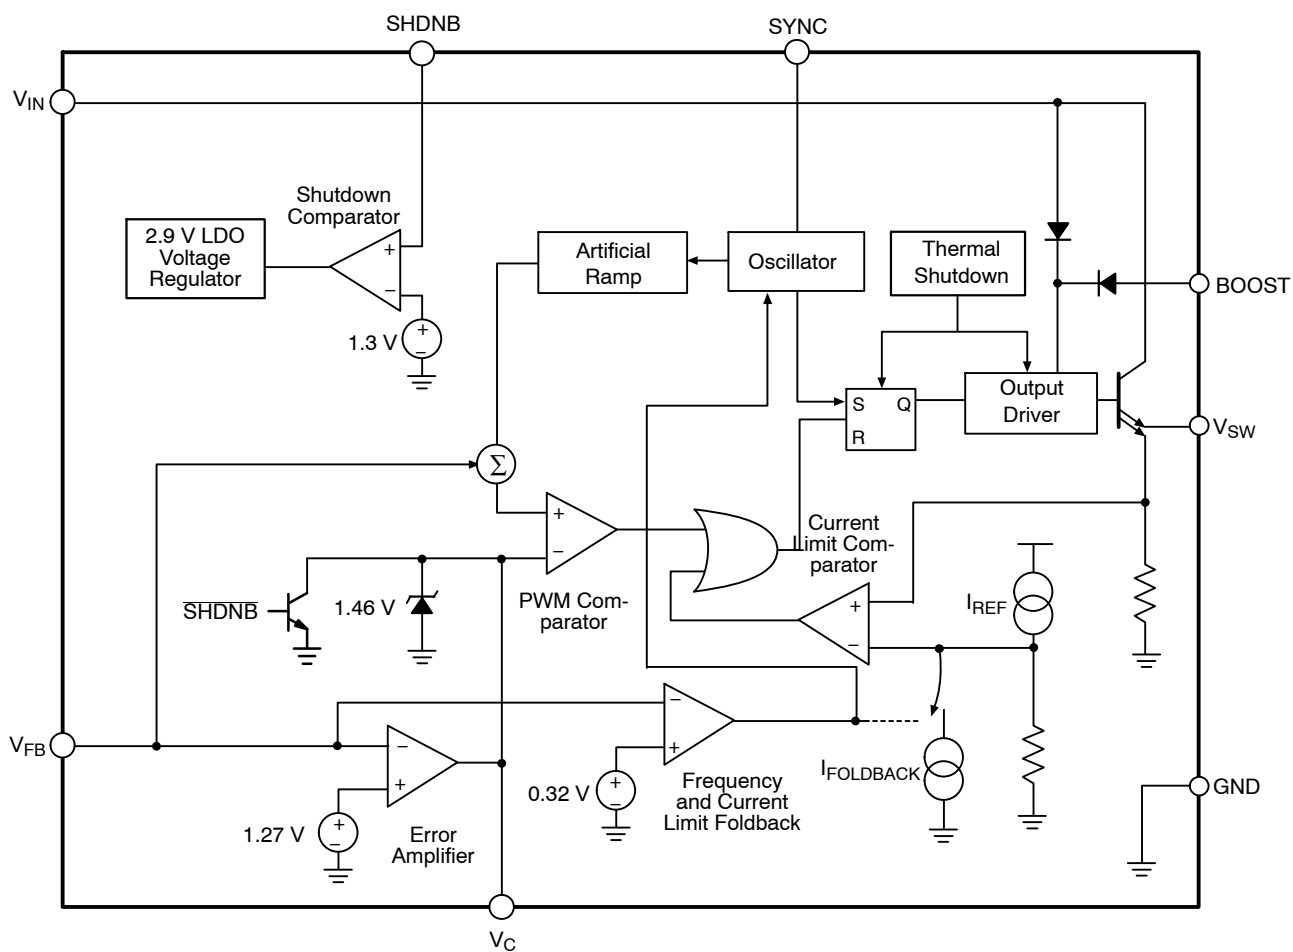 SHDNB
SYNC
V_IN
Shutdown
Comparator
2.9 V LDO
Voltage
Regulator
+
−
1.3 V
+
−
Artificial
Ramp
Oscillator
Thermal
Shutdown
BOOST
S
Q
R
Output
Driver
V_SW
Σ
+
−
PWM Com-
parator
Current
Limit Com-
parator
+
−
I_REF
SHDNB
1.46 V
V_FB
−
+
1.27 V
+
−
Error
Amplifier
−
+
0.32 V
+
−
Frequency
and Current
Limit Foldback
I_FOLDBACK
GND
V_C